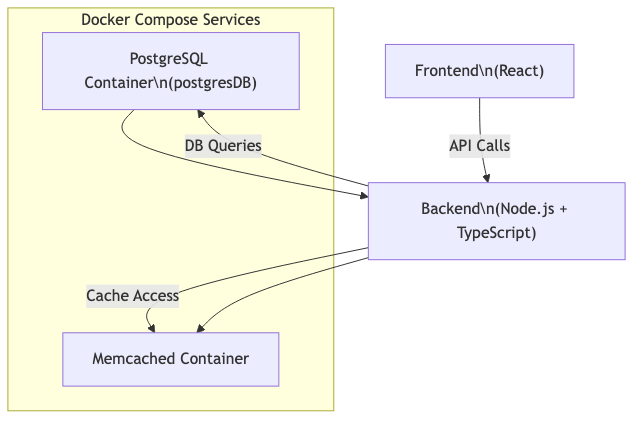 Docker Compose Services
PostgreSQL
Container\n(postgresDB)
Frontend\n(React)
DB Queries
API Calls
Backend\n(Node.js +
TypeScript)
Cache Access
Memcached Container